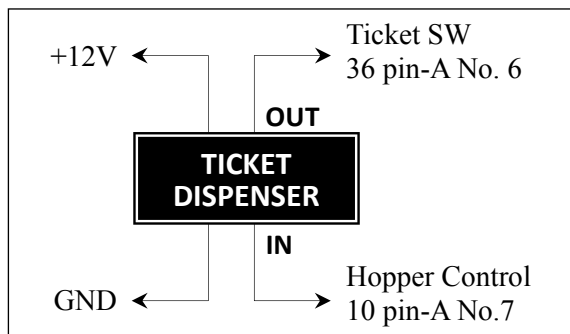 +12V
Ticket SW
36 pin-A No. 6
OUT
TICKET
DISPENSER
IN
GND
Hopper Control
10 pin-A No.7